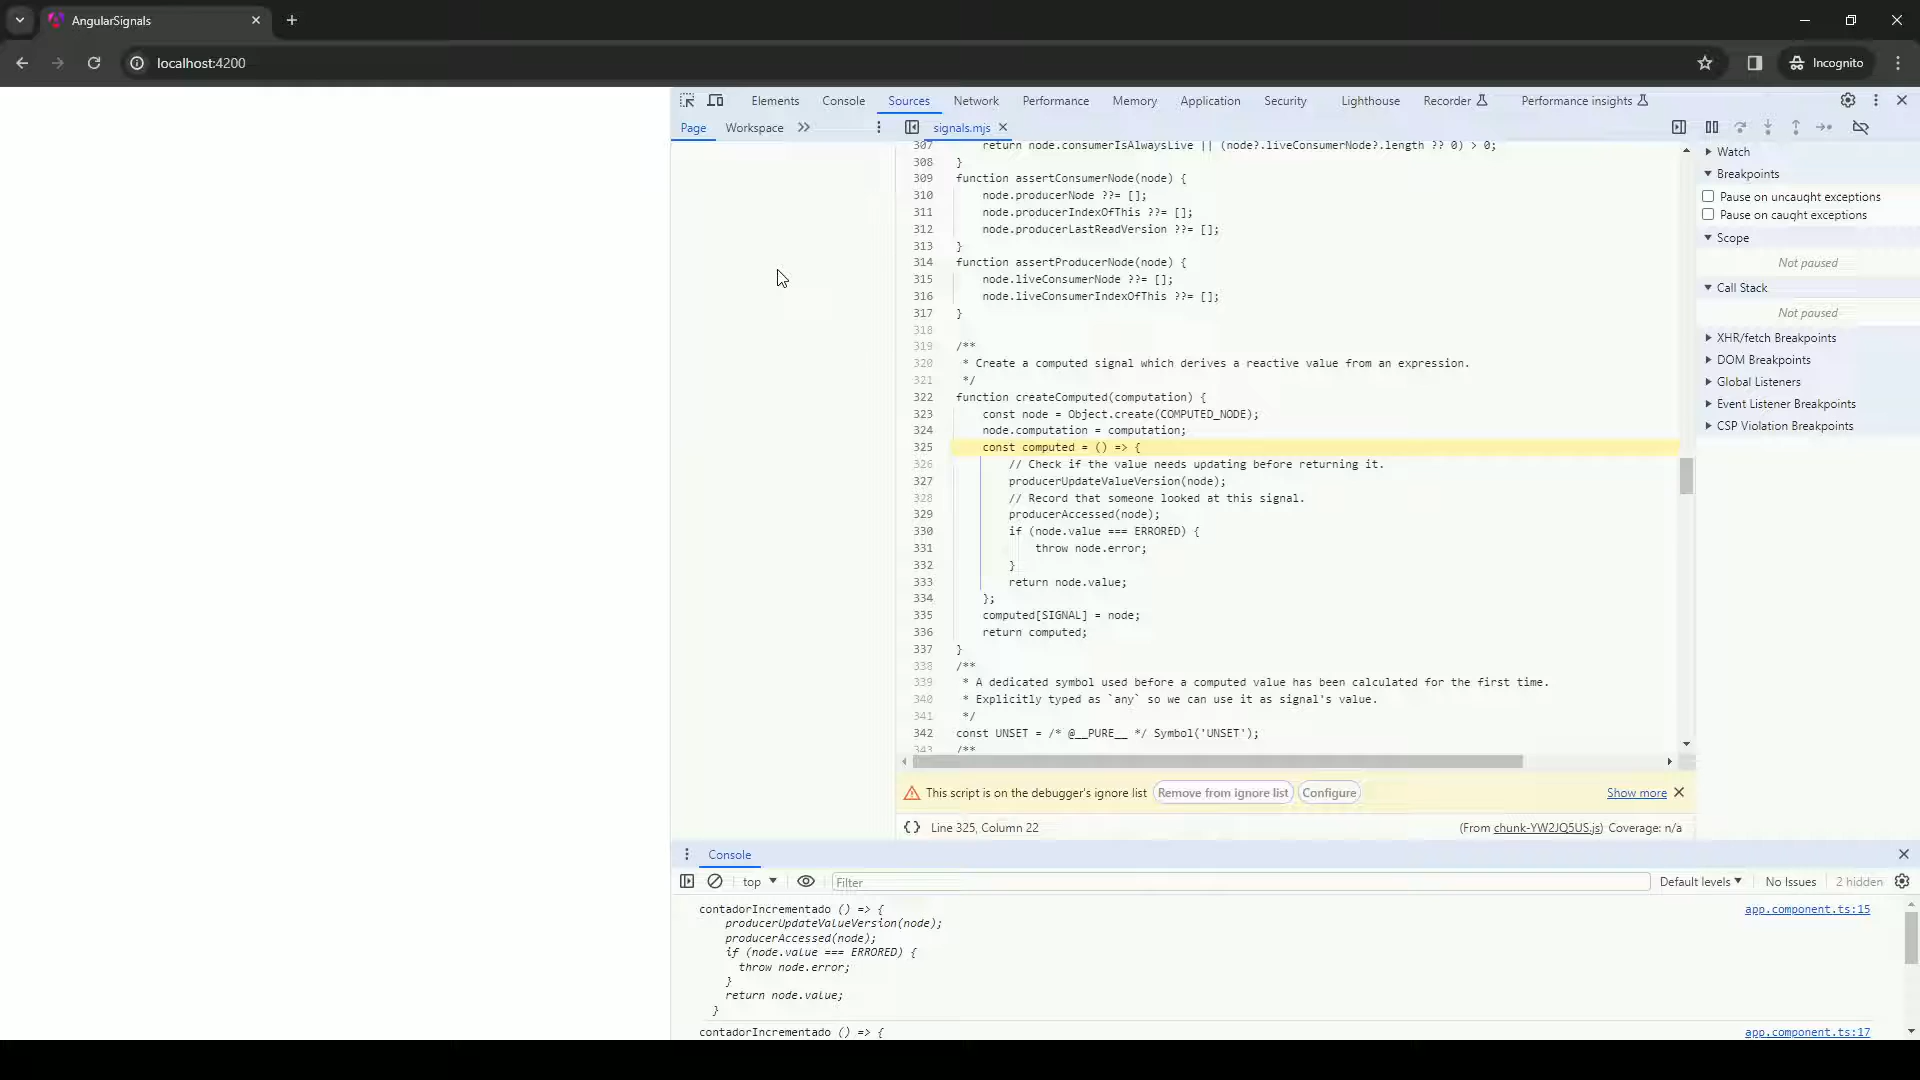 AngularSignals
localhost:4200
Incognito
Elements Console Sources Network Performance Memory Application Security Lighthouse Recorder Performance insights
Page Workspace
signals.mjs
307 return node.consumerIsAlwaysLive || (node?.liveConsumerNode?.length ?? 0) > 0;
308 }
309 function assertConsumerNode(node) {
310 node.producerNode ??= [];
311 node.producerIndexOfThis ??= [];
312 node.producerLastReadVersion ??= [];
313 }
314 function assertProducerNode(node) {
315 node.liveConsumerNode ??= [];
316 node.liveConsumerIndexOfThis ??= [];
317 }
318
319 /**
320 * Create a computed signal which derives a reactive value from an expression.
321 */
322 function createComputed(computation) {
323 const node = Object.create(COMPUTED_NODE);
324 node.computation = computation;
325 const computed = () => {
326 // Check if the value needs updating before returning it.
327 producerUpdateValueVersion(node);
328 // Record that someone looked at this signal.
329 producerAccessed(node);
330 if (node.value === ERRORED) {
331 throw node.error;
332 }
333 return node.value;
334 };
335 computed[SIGNAL] = node;
336 return computed;
337 }
338 /**
339 * A dedicated symbol used before a computed value has been calculated for the first time.
340 * Explicitly typed as `any` so we can use it as signal's value.
341 */
342 const UNSET = /* @__PURE__ */ Symbol('UNSET');
343 /**
This script is on the debugger's ignore list Remove from ignore list Configure Show more
{} Line 325, Column 22 (From chunk-YW2JQ5US.js) Coverage: n/a
Watch
Breakpoints
Pause on uncaught exceptions
Pause on caught exceptions
Scope
Not paused
Call Stack
Not paused
XHR/fetch Breakpoints
DOM Breakpoints
Global Listeners
Event Listener Breakpoints
CSP Violation Breakpoints
Console
top Filter Default levels No Issues 2 hidden
contadorIncrementado () => { app.component.ts:15
producerUpdateValueVersion(node);
producerAccessed(node);
if (node.value === ERRORED) {
throw node.error;
}
return node.value;
}
contadorIncrementado () => { app.component.ts:17